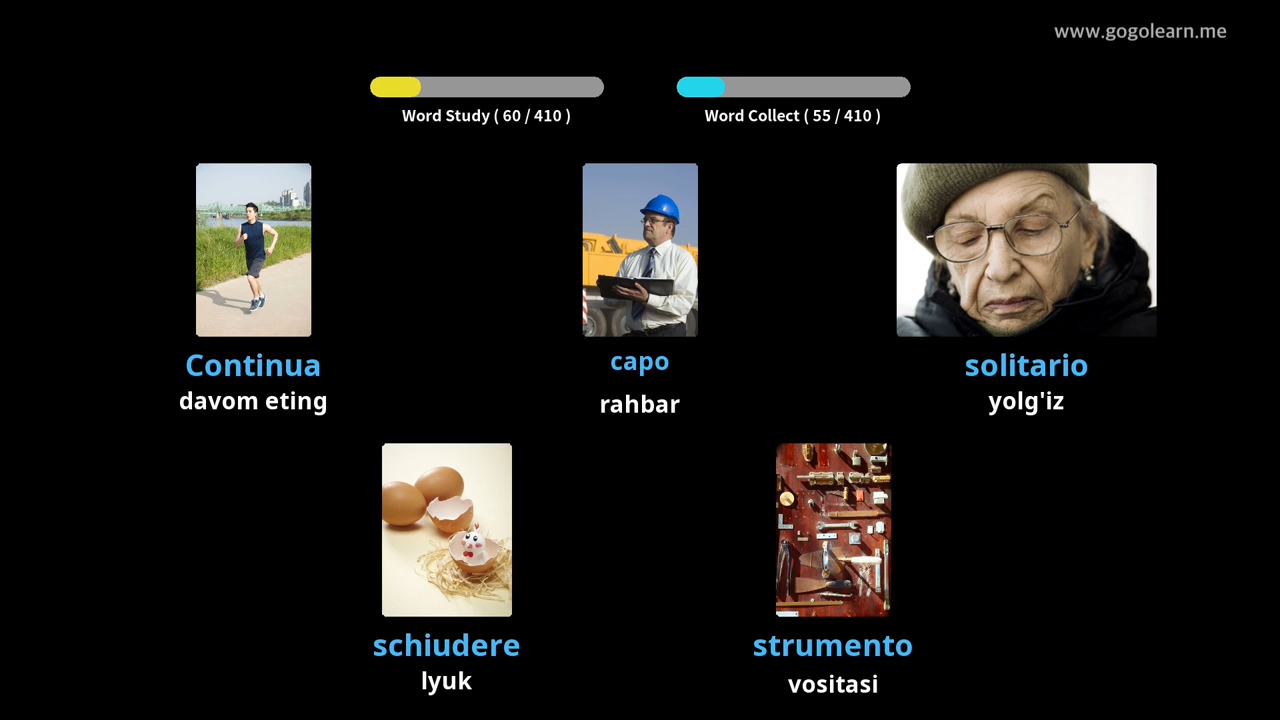 www.gogolearn.me
Word Study ( 60 / 410 )
Word Collect ( 55 / 410 )
Continua
davom eting
capo
rahbar
solitario
yolg'iz
schiudere
lyuk
strumento
vositasi